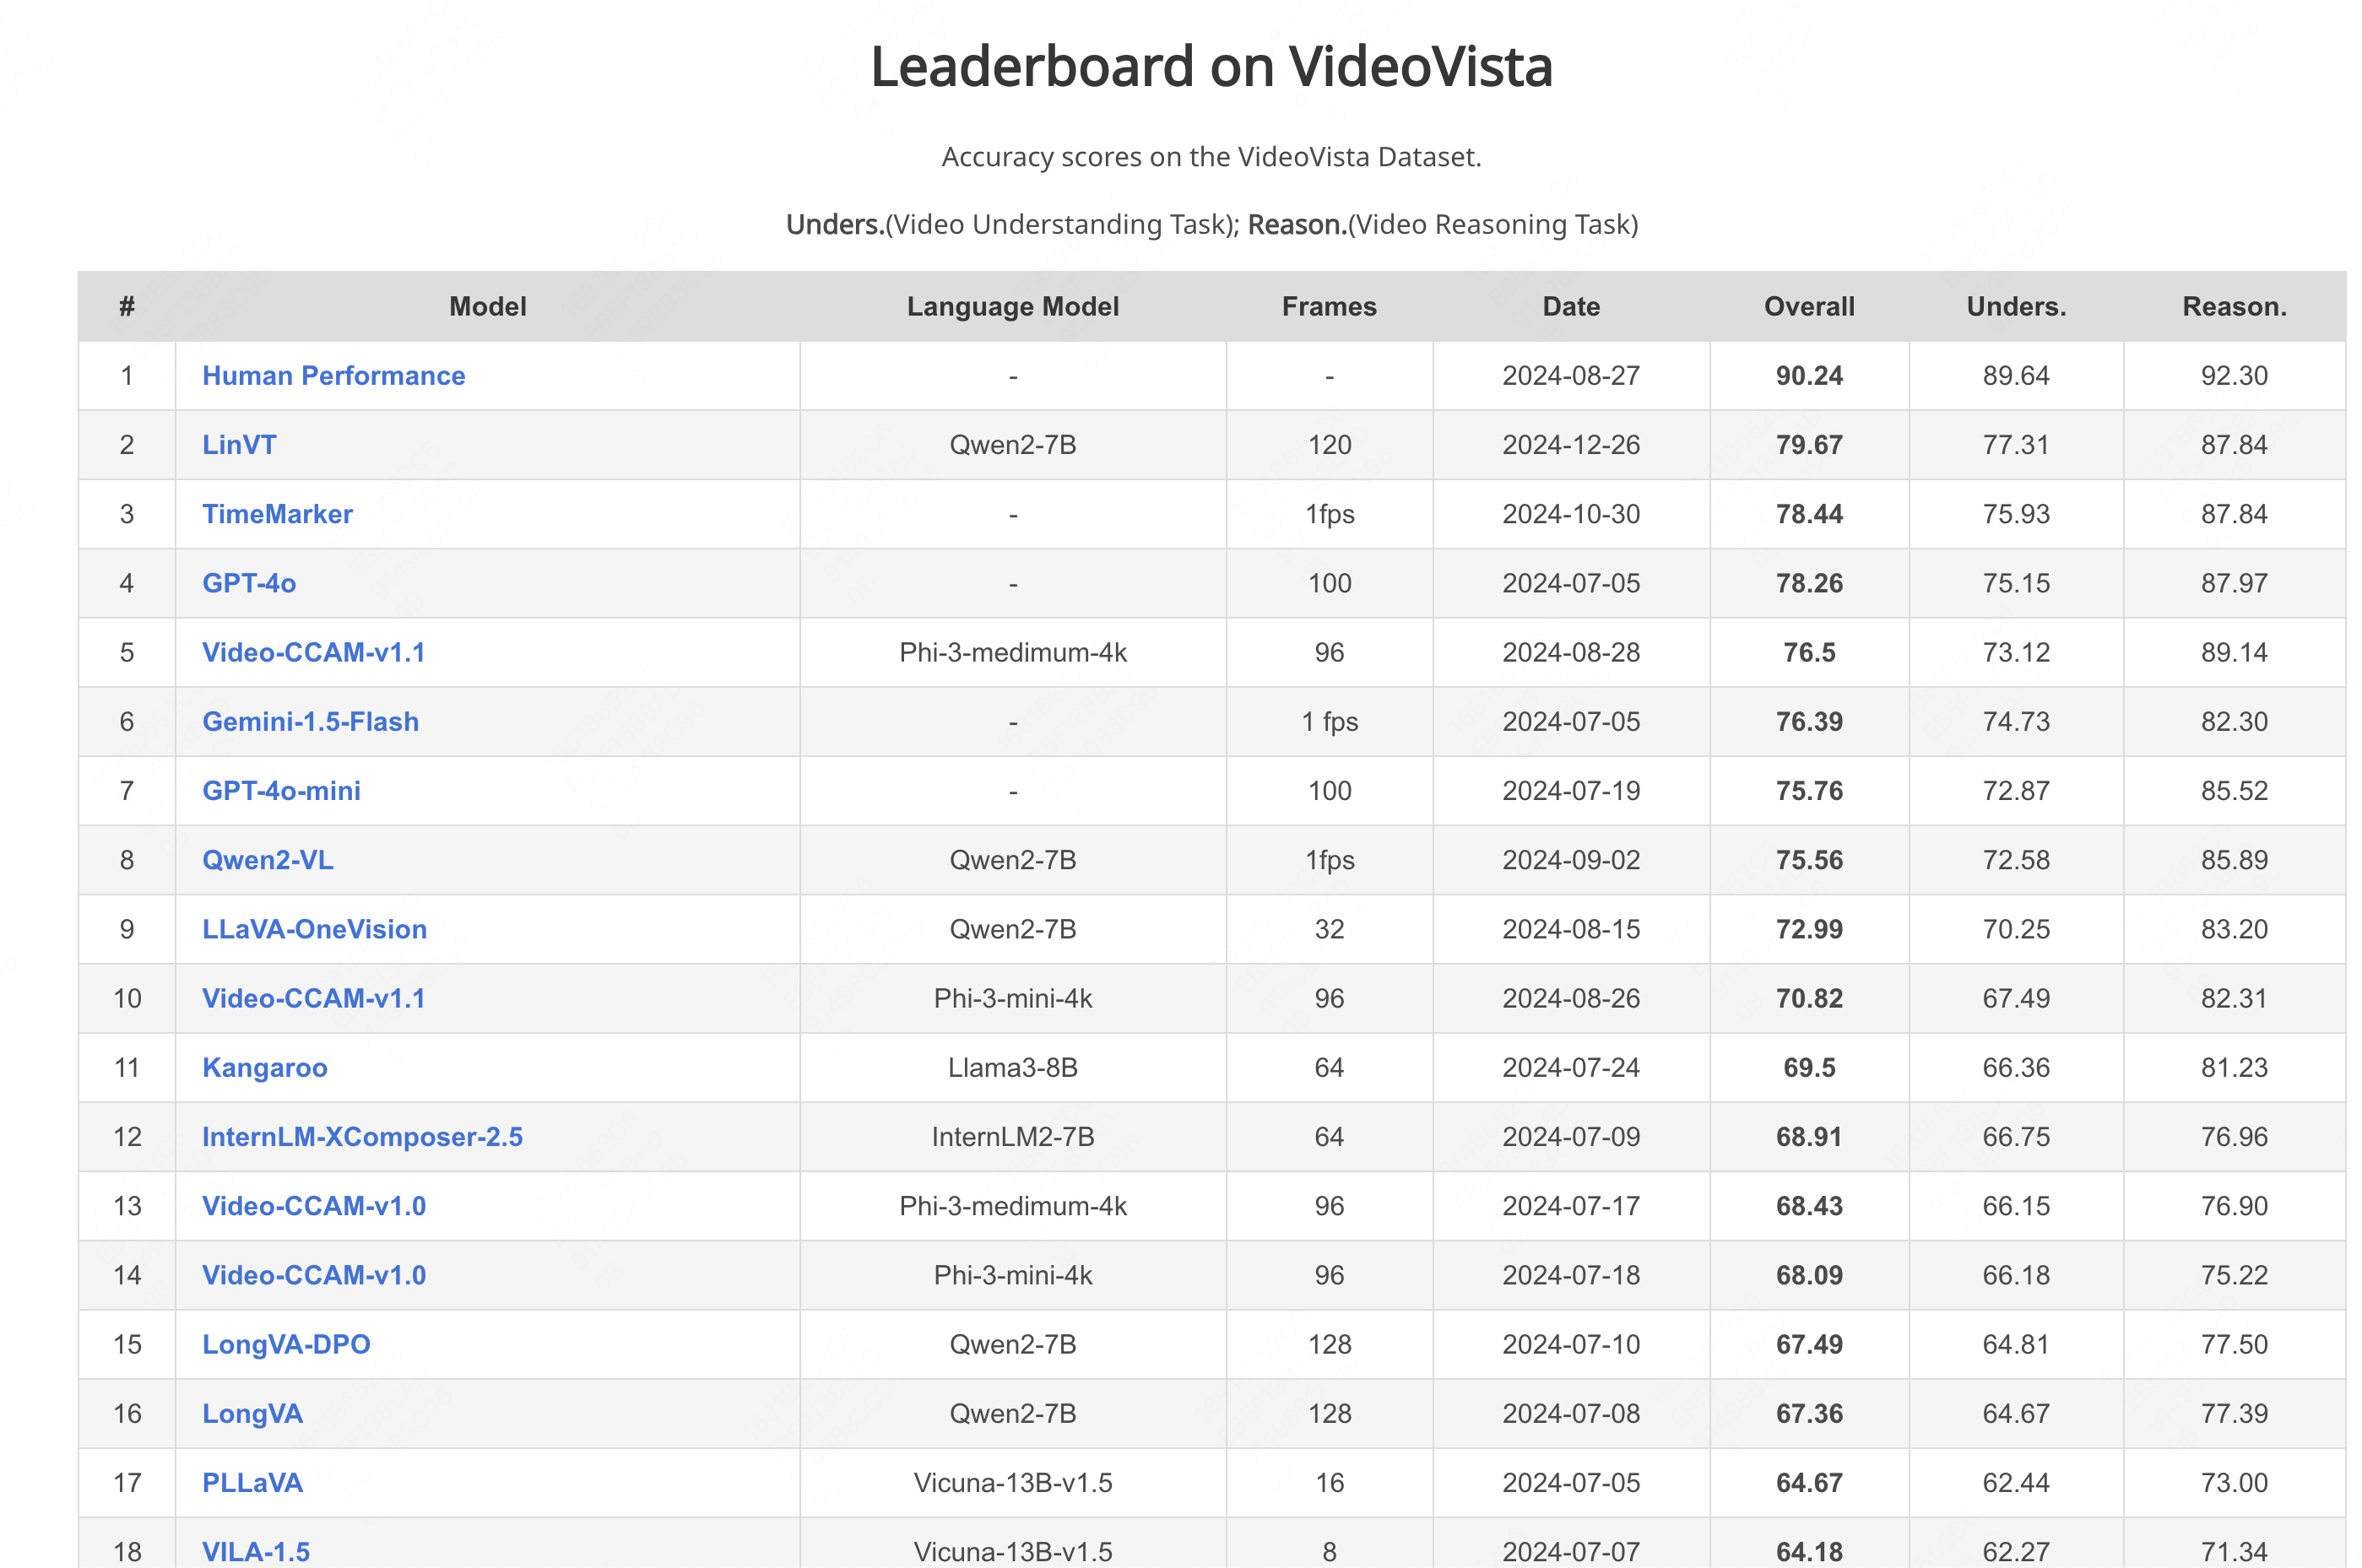 Leaderboard on VideoVista
Accuracy scores on the VideoVista Dataset.
Unders.(Video Understanding Task); Reason.(Video Reasoning Task)
# Model Language Model Frames Date Overall Unders. Reason.
1 Human Performance - - 2024-08-27 90.24 89.64 92.30
2 LinVT Qwen2-7B 120 2024-12-26 79.67 77.31 87.84
3 TimeMarker - 1fps 2024-10-30 78.44 75.93 87.84
4 GPT-4o - 100 2024-07-05 78.26 75.15 87.97
5 Video-CCAM-v1.1 Phi-3-medimum-4k 96 2024-08-28 76.5 73.12 89.14
6 Gemini-1.5-Flash - 1 fps 2024-07-05 76.39 74.73 82.30
7 GPT-4o-mini - 100 2024-07-19 75.76 72.87 85.52
8 Qwen2-VL Qwen2-7B 1fps 2024-09-02 75.56 72.58 85.89
9 LLaVA-OneVision Qwen2-7B 32 2024-08-15 72.99 70.25 83.20
10 Video-CCAM-v1.1 Phi-3-mini-4k 96 2024-08-26 70.82 67.49 82.31
11 Kangaroo Llama3-8B 64 2024-07-24 69.5 66.36 81.23
12 InternLM-XComposer-2.5 InternLM2-7B 64 2024-07-09 68.91 66.75 76.96
13 Video-CCAM-v1.0 Phi-3-medimum-4k 96 2024-07-17 68.43 66.15 76.90
14 Video-CCAM-v1.0 Phi-3-mini-4k 96 2024-07-18 68.09 66.18 75.22
15 LongVA-DPO Qwen2-7B 128 2024-07-10 67.49 64.81 77.50
16 LongVA Qwen2-7B 128 2024-07-08 67.36 64.67 77.39
17 PLLaVA Vicuna-13B-v1.5 16 2024-07-05 64.67 62.44 73.00
18 VILA-1.5 Vicuna-13B-v1.5 8 2024-07-07 64.18 62.27 71.34